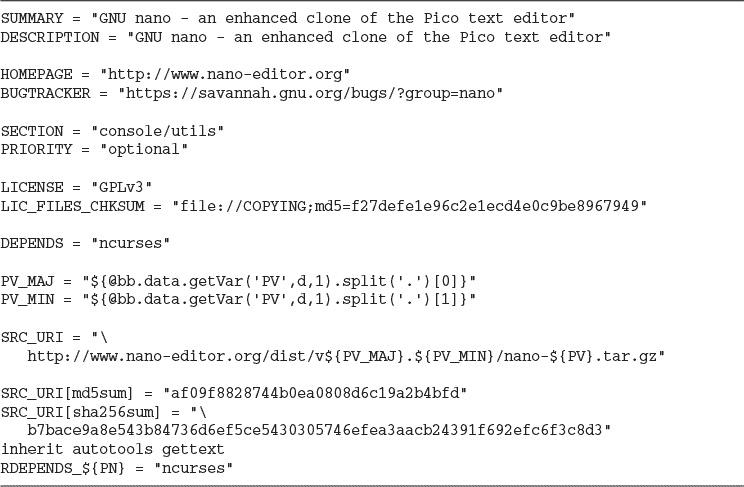 SUMMARY = "GNU nano - an enhanced clone of the Pico text editor"
DESCRIPTION = "GNU nano - an enhanced clone of the Pico text editor"
HOMEPAGE = "http://www.nano-editor.org"
BUGTRACKER = "https://savannah.gnu.org/bugs/?group=nano"
SECTION = "console/utils"
PRIORITY = "optional"
LICENSE = "GPLv3"
LIC_FILES_CHKSUM = "file://COPYING;md5=f27defe1e96c2e1ecd4e0c9be8967949"
DEPENDS = "ncurses"
PV_MAJ = "${@bb.data.getVar('PV',d,1).split('.')[0]}"
PV_MIN = "${@bb.data.getVar('PV',d,1).split('.')[1]}"
SRC_URI = "\
http://www.nano-editor.org/dist/v${PV_MAJ}.${PV_MIN}/nano-${PV}.tar.gz"
SRC_URI[md5sum] = "af09f8828744b0ea0808d6c19a2b4bfd"
SRC_URI[sha256sum] = "\
b7bace9a8e543b84736d6ef5ce5430305746efea3aacb24391f692efc6f3c8d3"
inherit autotools gettext
RDEPENDS_${PN} = "ncurses"